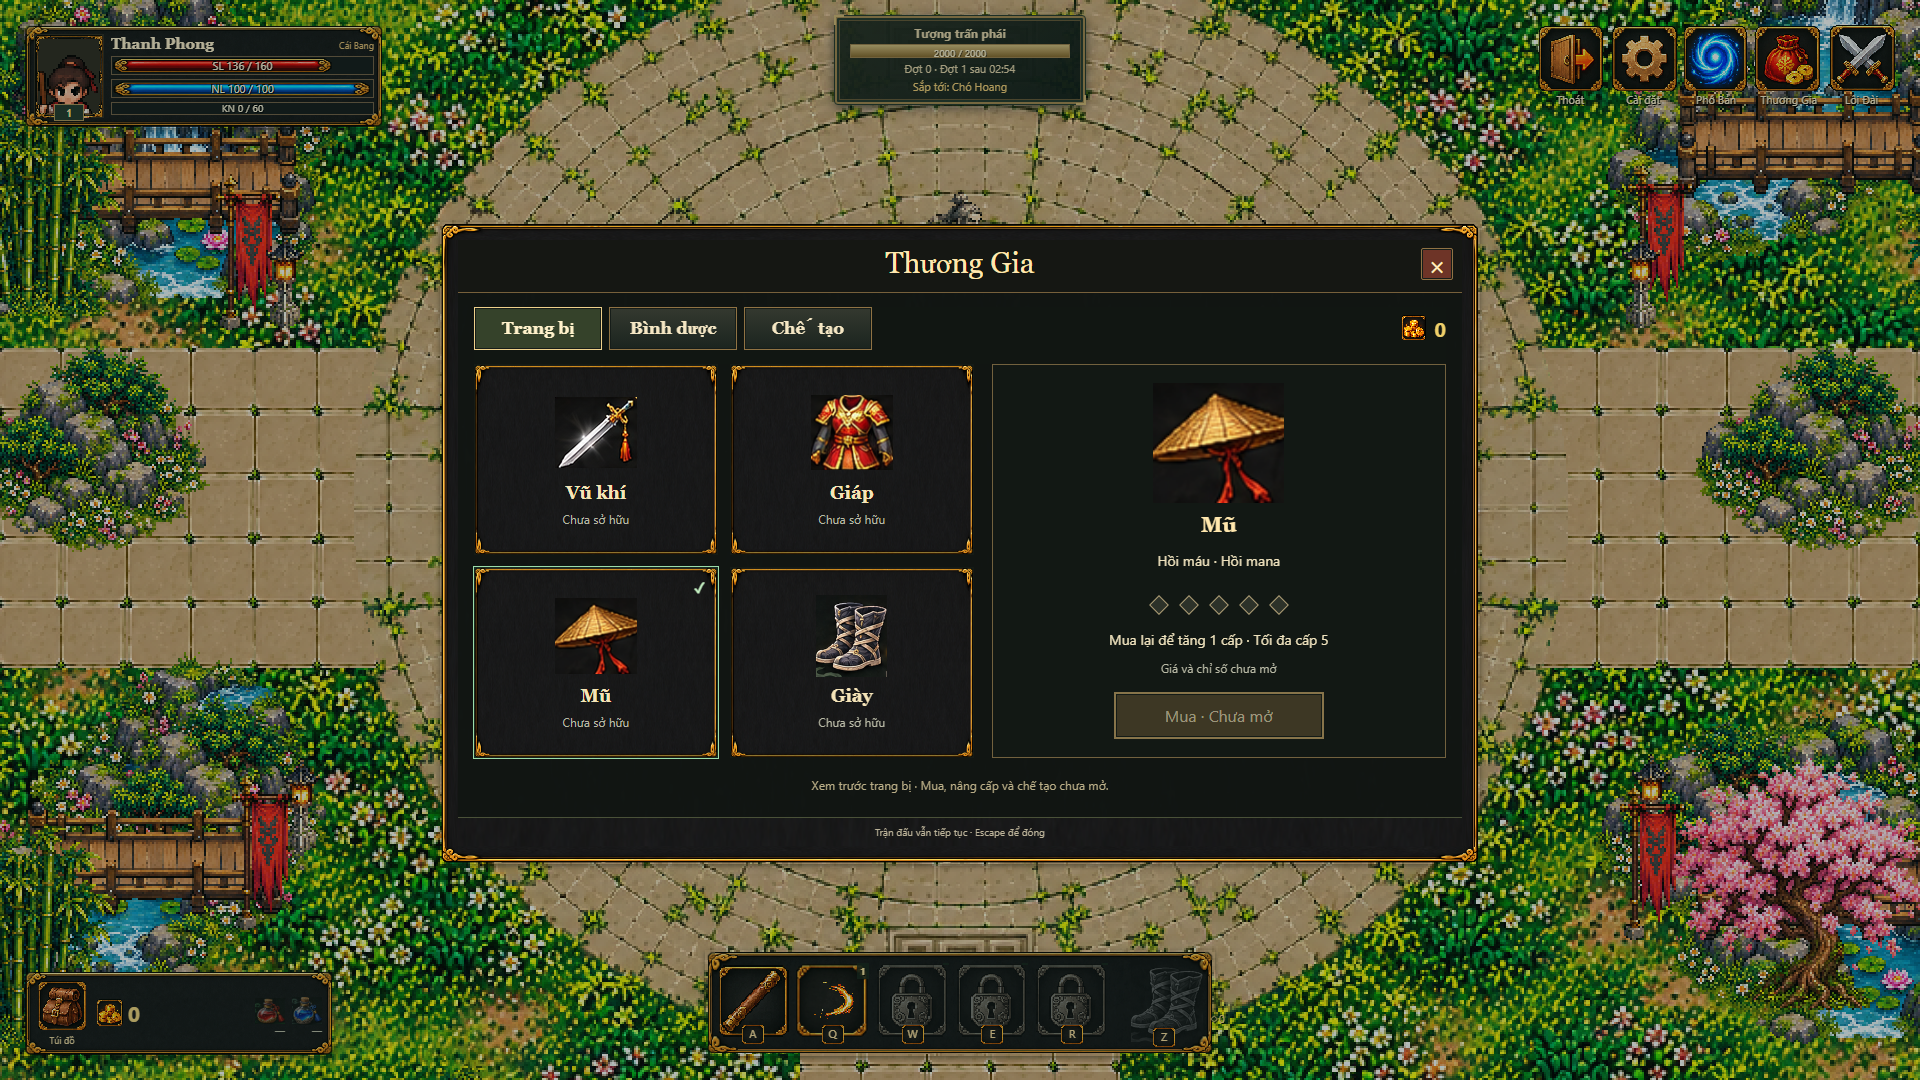 Thanh Phong
Cái Bang
SL 136 / 160
NL 100 / 100
KN 0 / 60
1
Tượng trấn phái
2000 / 2000
Đợt 0 · Đợt 1 sau 02:54
Sắp tới: Chó Hoang
Thoát
Cài đặt
Phó Bản
Thương Gia
Lôi Đài
Thương Gia
Trang bị
Bình dược
Chế tạo
0
Vũ khí
Chưa sở hữu
Giáp
Chưa sở hữu
Mũ
Chưa sở hữu
Giày
Chưa sở hữu
Mũ
Hồi máu · Hồi mana
Mua lại để tăng 1 cấp · Tối đa cấp 5
Giá và chỉ số chưa mở
Mua · Chưa mở
Xem trước trang bị · Mua, nâng cấp và chế tạo chưa mở.
Trận đấu vẫn tiếp tục · Escape để đóng
Túi đồ
0
A
1
Q
W
E
R
Z